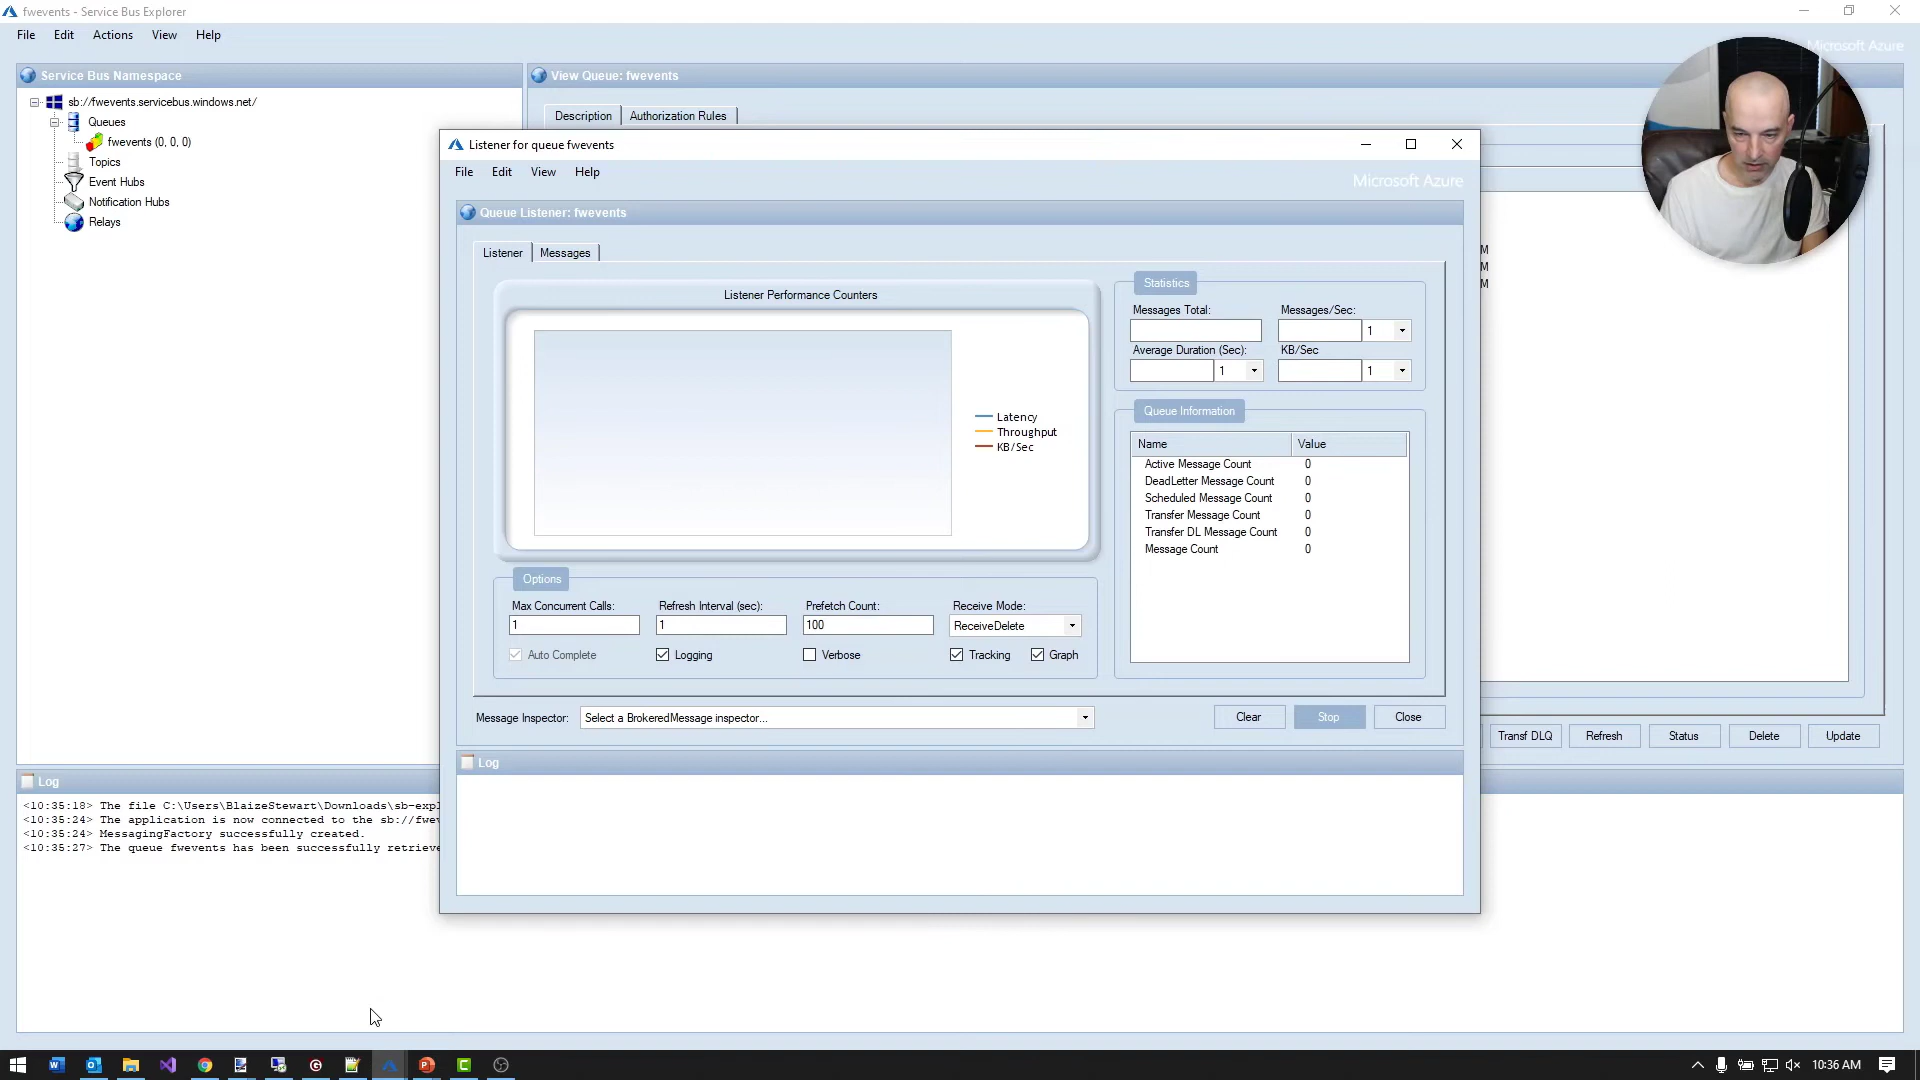 fwevents - Service Bus Explorer
File Edit Actions View Help
Microsoft Azure
Service Bus Namespace
View Queue: fwevents
sb://fwevents.servicebus.windows.net/
Queues
fwevents (0, 0, 0)
Topics
Event Hubs
Notification Hubs
Relays
Description Authorization Rules
Listener for queue fwevents
File Edit View Help
Microsoft Azure
Queue Listener: fwevents
Listener Messages
Listener Performance Counters
Latency
Throughput
KB/Sec
Statistics
Messages Total: Messages/Sec:
1
Average Duration (Sec): KB/Sec
1 1
Queue Information
Name Value
Active Message Count 0
DeadLetter Message Count 0
Scheduled Message Count 0
Transfer Message Count 0
Transfer DL Message Count 0
Message Count 0
Options
Max Concurrent Calls: Refresh Interval (sec): Prefetch Count: Receive Mode:
1 1 100 ReceiveDelete
Auto Complete Logging Verbose Tracking Graph
Message Inspector: Select a BrokeredMessage inspector... Clear Stop Close
Log
M
M
M
Transf DLQ Refresh Status Delete Update
Log
<10:35:18> The file C:\Users\BlaizeStewart\Downloads\sb-expl
<10:35:24> The application is now connected to the sb://fwev
<10:35:24> MessagingFactory successfully created.
<10:35:27> The queue fwevents has been successfully retrieve
10:36 AM